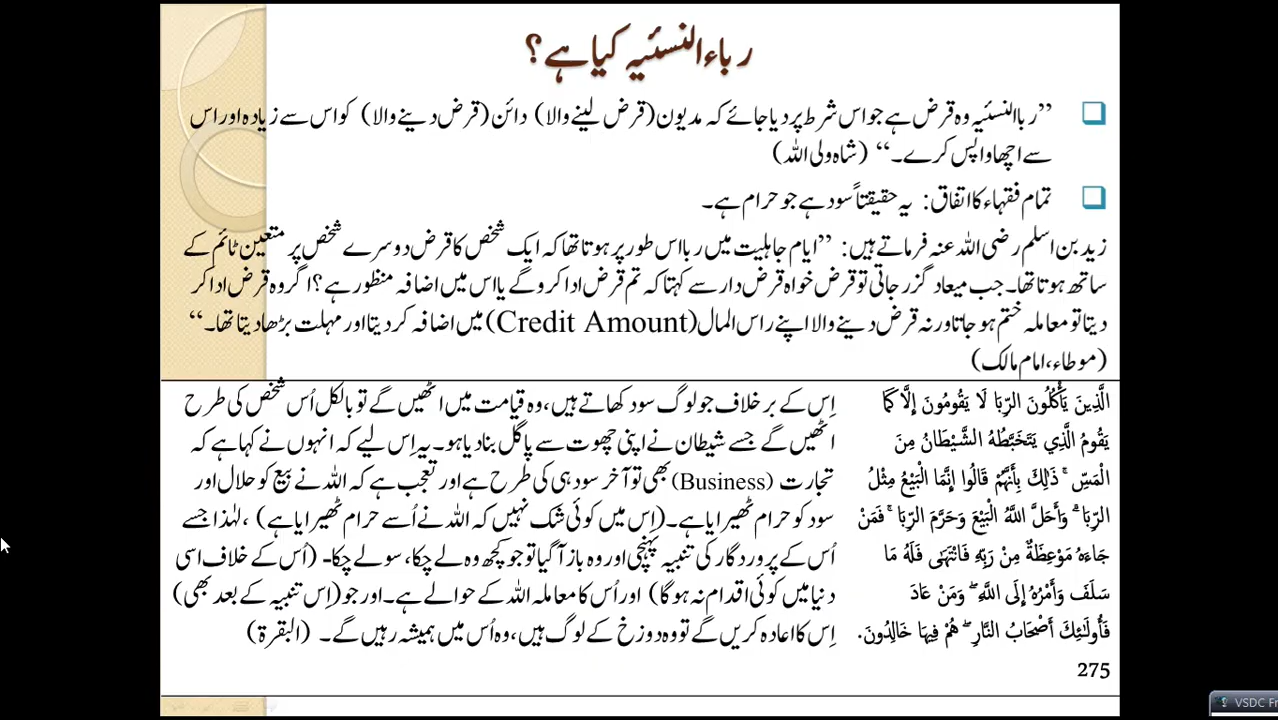 رباء النسئیہ کیا ہے؟
”ربا النسئیہ وہ قرض ہے جو اس شرط پر دیا جائے کہ مدیون (قرض لینے والا) دائن (قرض دینے والا) کو اس سے زیادہ اور اس
سے اچھا واپس کرے۔“ (شاہ ولی اللہ)
تمام فقہاء کا اتفاق: یہ حقیقتاً سود ہے جو حرام ہے۔
زید بن اسلم رضی اللہ عنہ فرماتے ہیں: ”ایام جاہلیت میں ربا اس طور پر ہوتا تھا کہ ایک شخص کا قرض دوسرے شخص پر متعین ٹائم کے
ساتھ ہوتا تھا۔ جب میعاد گزر جاتی تو قرض خواہ قرض دار سے کہتا کہ تم قرض ادا کرو گے یا اس میں اضافہ منظور ہے؟ اگر وہ قرض ادا کر
دیتا تو معاملہ ختم ہو جاتا ورنہ قرض دینے والا اپنے راس المال (Credit Amount) میں اضافہ کر دیتا اور مہلت بڑھا دیتا تھا۔“
(موطاء، امام مالک)
الَّذِينَ يَأْكُلُونَ الرِّبَا لَا يَقُومُونَ إِلَّا كَمَا
يَقُومُ الَّذِي يَتَخَبَّطُهُ الشَّيْطَانُ مِنَ
الْمَسِّ ۚ ذَٰلِكَ بِأَنَّهُمْ قَالُوا إِنَّمَا الْبَيْعُ مِثْلُ
الرِّبَا ۗ وَأَحَلَّ اللَّهُ الْبَيْعَ وَحَرَّمَ الرِّبَا ۚ فَمَنْ
جَاءَهُ مَوْعِظَةٌ مِنْ رَبِّهِ فَانْتَهَىٰ فَلَهُ مَا
سَلَفَ وَأَمْرُهُ إِلَى اللَّهِ ۖ وَمَنْ عَادَ
فَأُولَٰئِكَ أَصْحَابُ النَّارِ ۖ هُمْ فِيهَا خَالِدُونَ.
275
اِس کے برخلاف جو لوگ سود کھاتے ہیں، وہ قیامت میں اٹھیں گے تو بالکل اُس شخص کی طرح
اٹھیں گے جسے شیطان نے اپنی چھوت سے پاگل بنا دیا ہو۔ یہ اِس لیے کہ انہوں نے کہا ہے کہ
تجارت (Business) بھی تو آخر سود ہی کی طرح ہے اور تعجب ہے کہ اللہ نے بیع کو حلال اور
سود کو حرام ٹھیرایا ہے۔ (اِس میں کوئی شک نہیں کہ اللہ نے اُسے حرام ٹھیرایا ہے) ،لہٰذا جسے
اُس کے پروردگار کی تنبیہ پہنچی اور وہ باز آ گیا تو جو کچھ وہ لے چکا، سو لے چکا۔ (اُس کے خلاف اسی
دنیا میں کوئی اقدام نہ ہو گا) اور اُس کا معاملہ اللہ کے حوالے ہے۔ اور جو (اِس تنبیہ کے بعد بھی)
اِس کا اعادہ کریں گے تو وہ دوزخ کے لوگ ہیں، وہ اُس میں ہمیشہ رہیں گے۔ (البقرۃ)
VSDC Fr